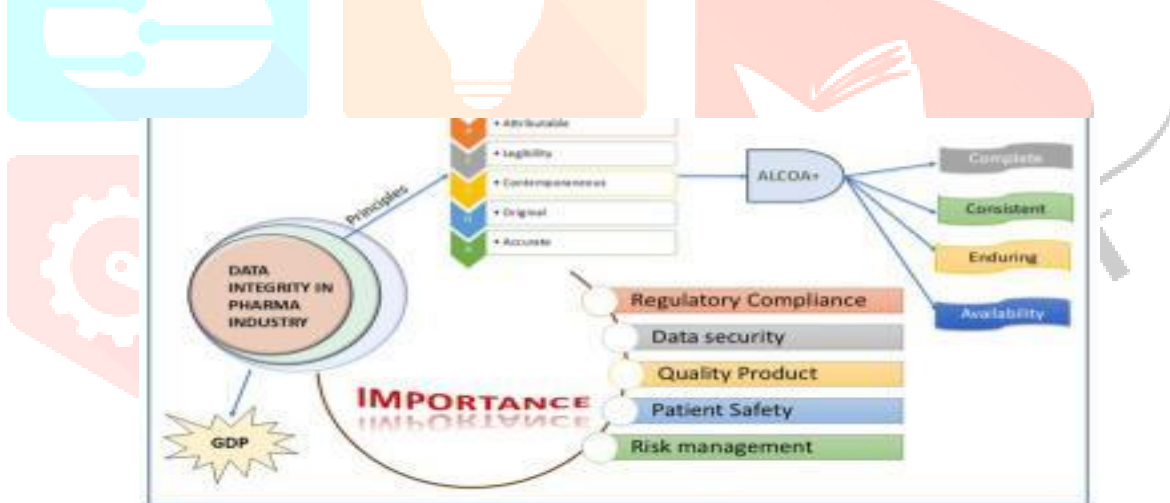 • Attributable
• Legibility
• Contemporaneous
• Original
• Accurate
Principles
ALCOA+
Complete
Consistent
Enduring
Availability
DATA
INTEGRITY IN
PHARMA
INDUSTRY
GDP
IMPORTANCE
Regulatory Compliance
Data security
Quality Product
Patient Safety
Risk management